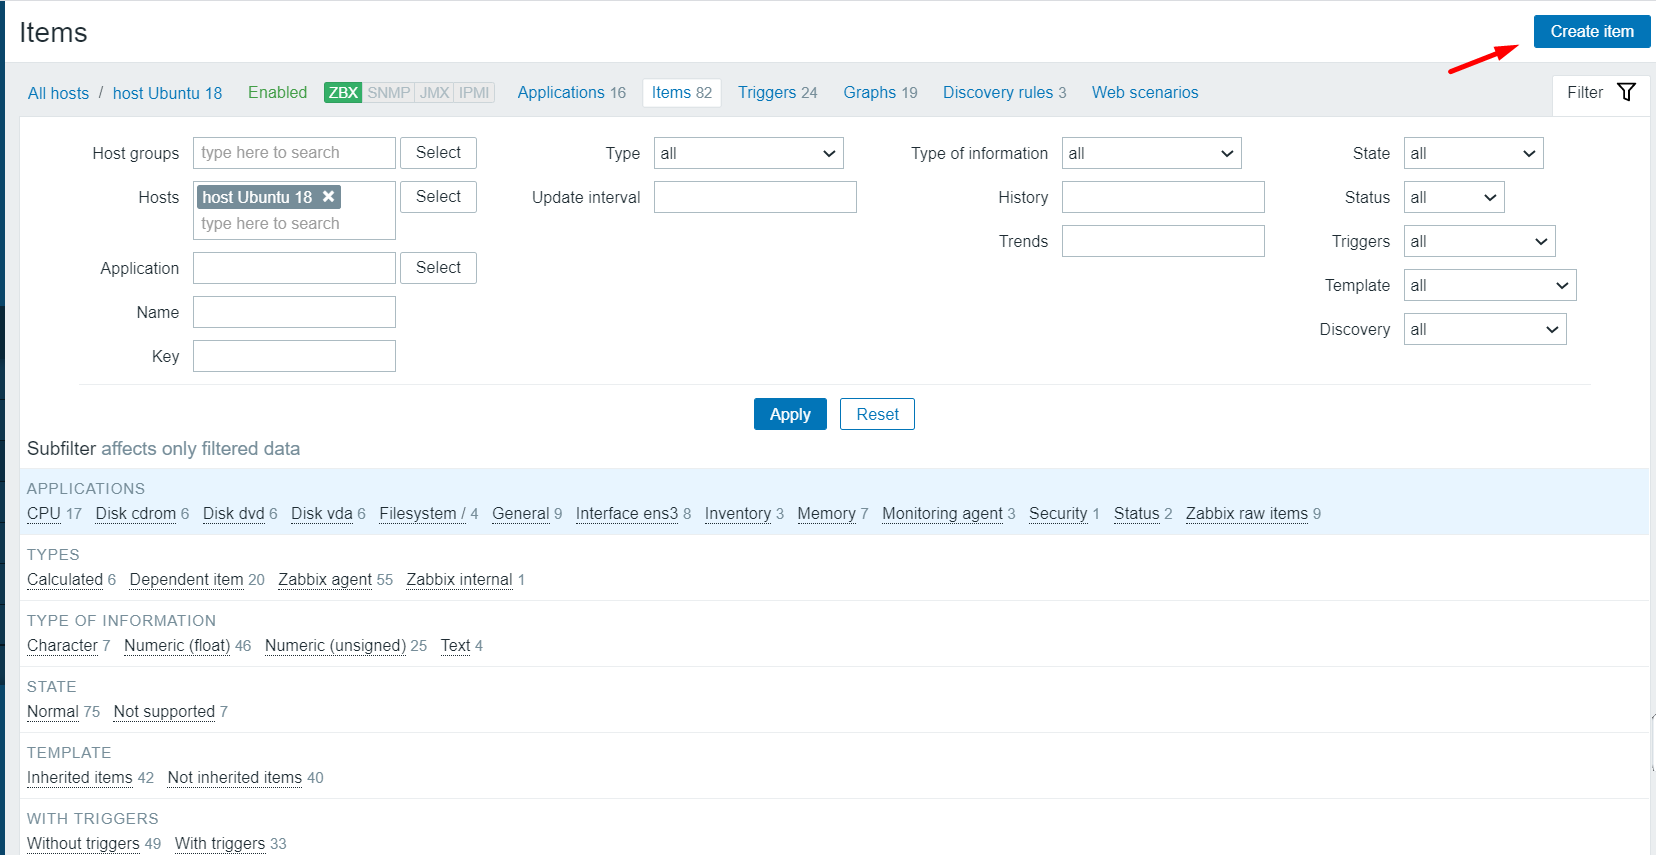 Items
Create item
All hosts / host Ubuntu 18 Enabled ZBX SNMP JMX IPMI Applications 16 Items 82 Triggers 24 Graphs 19 Discovery rules 3 Web scenarios Filter
Host groups type here to search Select Type all Type of information all State all
Hosts host Ubuntu 18 Select Update interval History Status all
type here to search
Trends Triggers all
Application Select
Template all
Name
Discovery all
Key
Apply Reset
Subfilter affects only filtered data
APPLICATIONS
CPU 17 Disk cdrom 6 Disk dvd 6 Disk vda 6 Filesystem / 4 General 9 Interface ens3 8 Inventory 3 Memory 7 Monitoring agent 3 Security 1 Status 2 Zabbix raw items 9
TYPES
Calculated 6 Dependent item 20 Zabbix agent 55 Zabbix internal 1
TYPE OF INFORMATION
Character 7 Numeric (float) 46 Numeric (unsigned) 25 Text 4
STATE
Normal 75 Not supported 7
TEMPLATE
Inherited items 42 Not inherited items 40
WITH TRIGGERS
Without triggers 49 With triggers 33